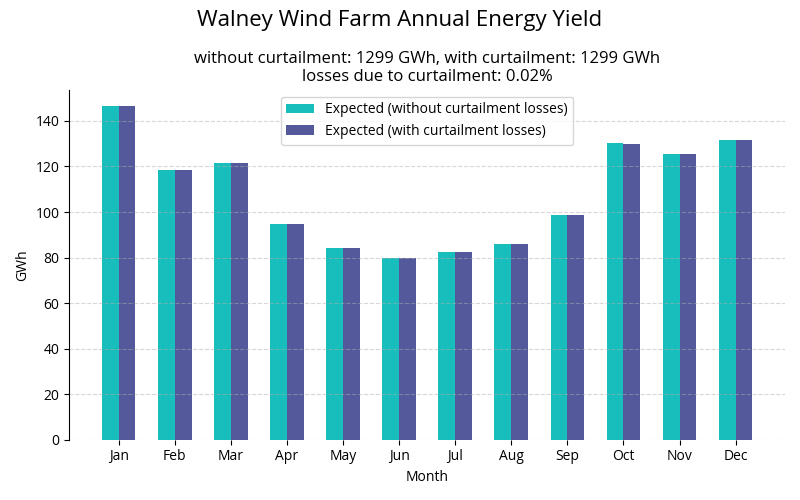 Walney Wind Farm Annual Energy Yield
without curtailment: 1299 GWh, with curtailment: 1299 GWh
losses due to curtailment: 0.02%
Expected (without curtailment losses)
Expected (with curtailment losses)
140
120
100
80
60
40
20
0
GWh
Jan Feb Mar Apr May Jun Jul Aug Sep Oct Nov Dec
Month